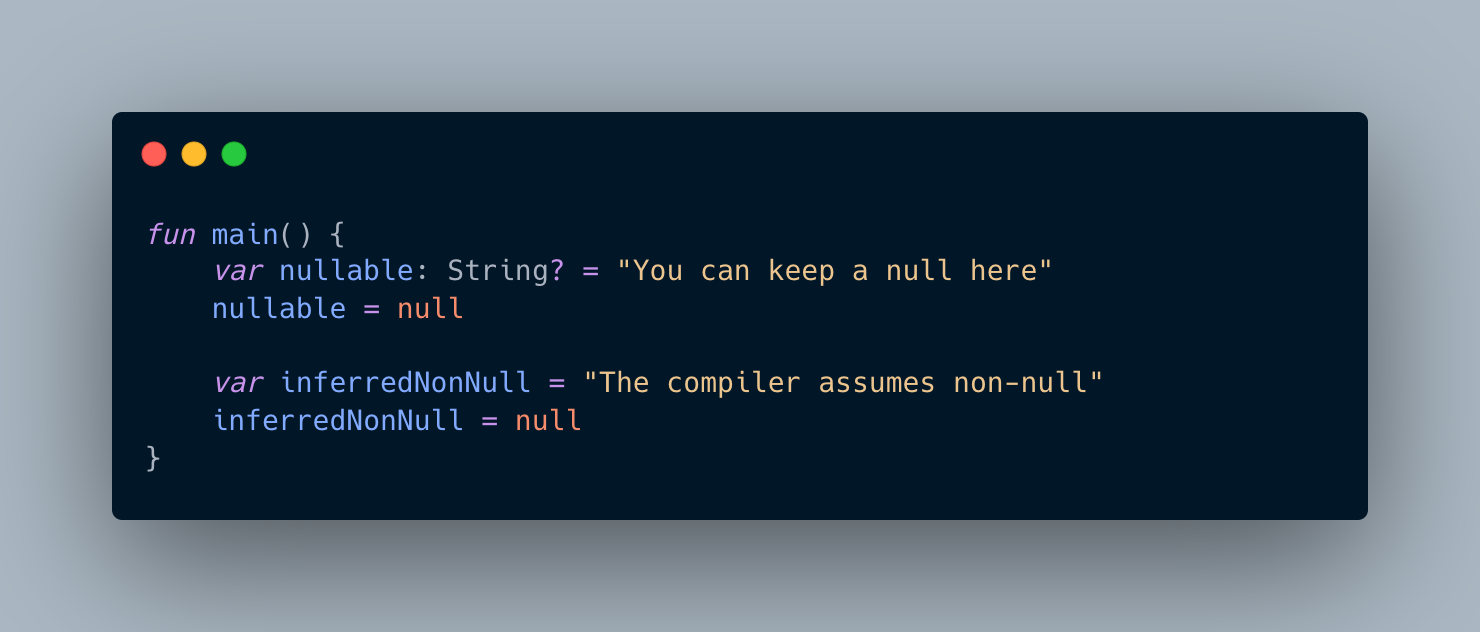 fun main() {
    var nullable: String? = "You can keep a null here"
    nullable = null

    var inferredNonNull = "The compiler assumes non-null"
    inferredNonNull = null
}